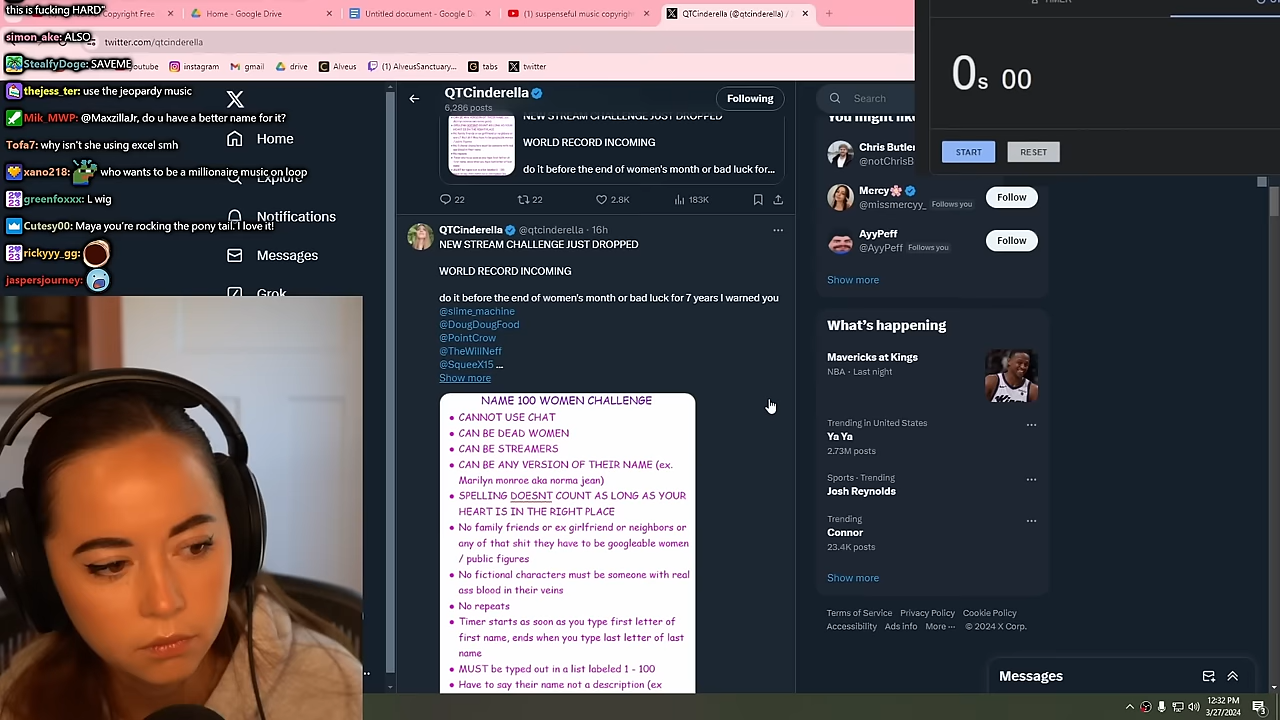 this is fucking HARD"
simon_ake: ALSO
StealfyDoge: SAVEME
thejess_ter: use the jeopardy music
Mik_MWP: @MaxzillaJr, do u have a better name for it?
Tofa7: why isnt she using excel smh
xano218: who wants to be a millionaire music on loop
greenfoxxx: L wig
Cutesy00: Maya you're rocking the pony tail. I love it!
rickyyy_gg:
jaspersjourney:
Copyright Free
Home - Google Drive
Untitled document - Google D
(1) suspensful music copyright
QTCinderella (@qtcinderella) /
twitter.com/qtcinderella
outube
instagram
gmail
drive
Alveus
(1) AlveusSanctuary...
tabs
twitter
Home
Explore
Notifications
Messages
Grok
QTCinderella
6,286 posts
Following
NEW STREAM CHALLENGE JUST DROPPED
WORLD RECORD INCOMING
do it before the end of women's month or bad luck for...
22
22
2.8K
183K
QTCinderella @qtcinderella · 16h
NEW STREAM CHALLENGE JUST DROPPED
WORLD RECORD INCOMING
do it before the end of women's month or bad luck for 7 years I warned you
@slime_machine
@DougDougFood
@PointCrow
@TheWillNeff
@SqueeX15 ...
Show more
NAME 100 WOMEN CHALLENGE
• CANNOT USE CHAT
• CAN BE DEAD WOMEN
• CAN BE STREAMERS
• CAN BE ANY VERSION OF THEIR NAME (ex.
Marilyn monroe aka norma jean)
• SPELLING DOESNT COUNT AS LONG AS YOUR
HEART IS IN THE RIGHT PLACE
• No family friends or ex girlfriend or neighbors or
any of that shit they have to be googleable women
/ public figures
• No fictional characters must be someone with real
ass blood in their veins
• No repeats
• Timer starts as soon as you type first letter of
first name, ends when you type last letter of last
name
• MUST be typed out in a list labeled 1 - 100
• Have to say their name not a description (ex
TIMER
0s 00
START
RESET
Search
You might like
Chris Butler
@notChrisB
Mercy
@missmercyy_ Follows you
Follow
AyyPeff
@AyyPeff Follows you
Follow
Show more
What's happening
Mavericks at Kings
NBA · Last night
Trending in United States
Ya Ya
2.73M posts
Sports · Trending
Josh Reynolds
Trending
Connor
23.4K posts
Show more
Terms of Service Privacy Policy Cookie Policy
Accessibility Ads info More ··· © 2024 X Corp.
Messages
12:32 PM
3/27/2024